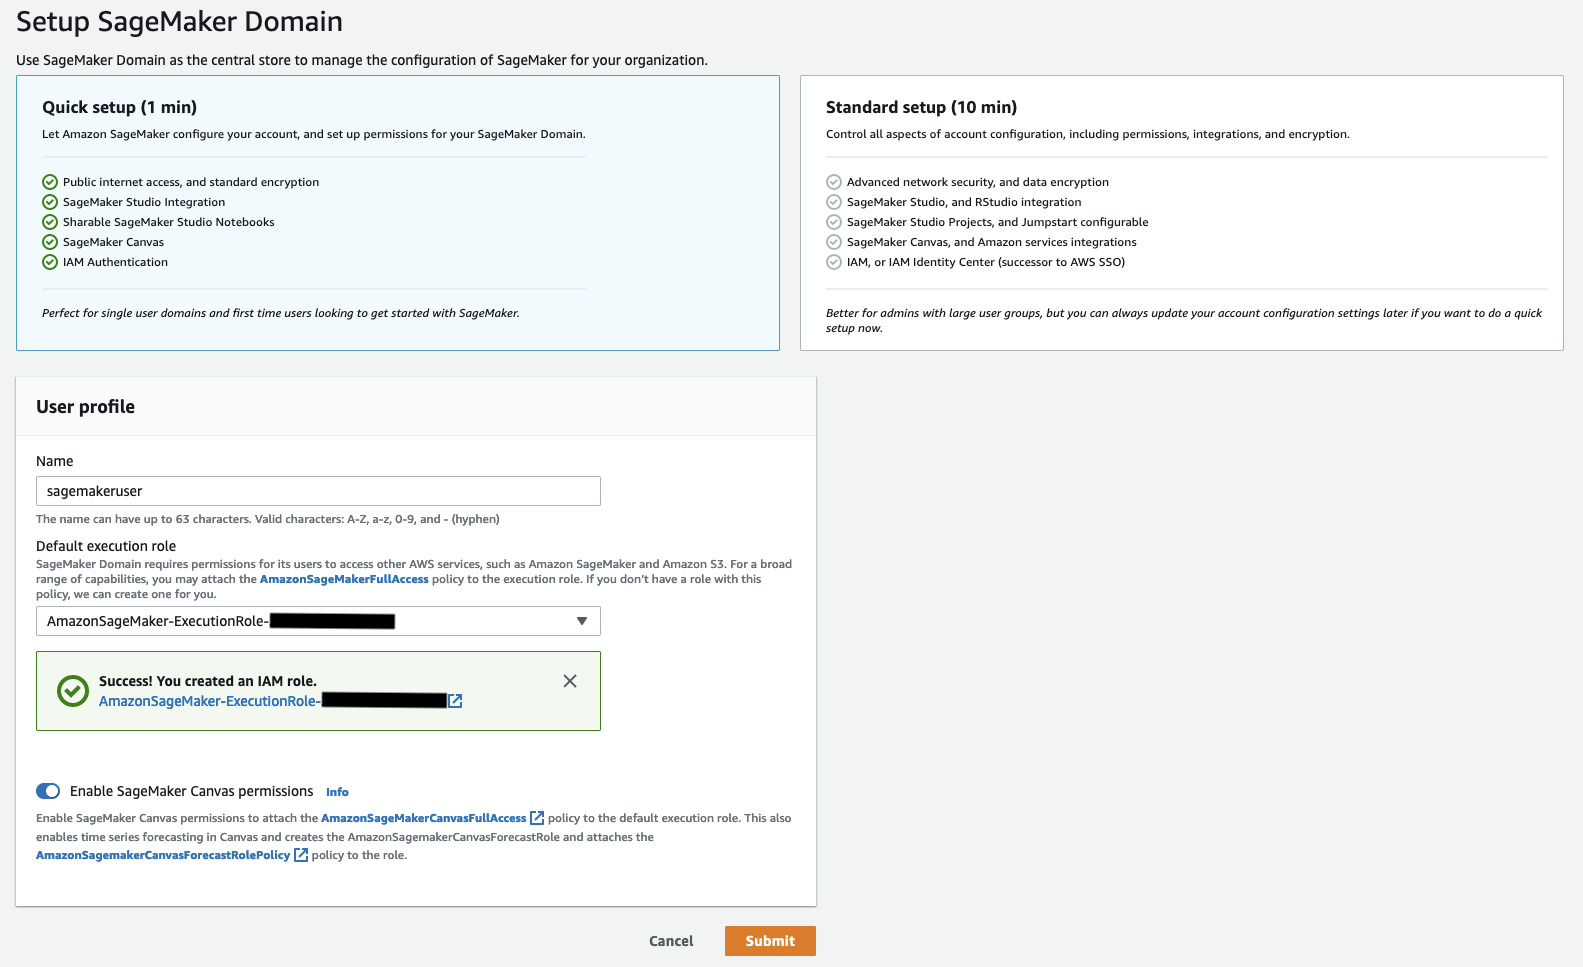 Setup SageMaker Domain
Use SageMaker Domain as the central store to manage the configuration of SageMaker for your organization.
Quick setup (1 min)
Let Amazon SageMaker configure your account, and set up permissions for your SageMaker Domain.
Public internet access, and standard encryption
SageMaker Studio Integration
Sharable SageMaker Studio Notebooks
SageMaker Canvas
IAM Authentication
Perfect for single user domains and first time users looking to get started with SageMaker.
Standard setup (10 min)
Control all aspects of account configuration, including permissions, integrations, and encryption.
Advanced network security, and data encryption
SageMaker Studio, and RStudio integration
SageMaker Studio Projects, and Jumpstart configurable
SageMaker Canvas, and Amazon services integrations
IAM, or IAM Identity Center (successor to AWS SSO)
Better for admins with large user groups, but you can always update your account configuration settings later if you want to do a quick
setup now.
User profile
Name
sagemakeruser
The name can have up to 63 characters. Valid characters: A-Z, a-z, 0-9, and - (hyphen)
Default execution role
SageMaker Domain requires permissions for its users to access other AWS services, such as Amazon SageMaker and Amazon S3. For a broad
range of capabilities, you may attach the AmazonSageMakerFullAccess policy to the execution role. If you don't have a role with this
policy, we can create one for you.
AmazonSageMaker-ExecutionRole-
Success! You created an IAM role.
AmazonSageMaker-ExecutionRole-
Enable SageMaker Canvas permissions Info
Enable SageMaker Canvas permissions to attach the AmazonSageMakerCanvasFullAccess policy to the default execution role. This also
enables time series forecasting in Canvas and creates the AmazonSagemakerCanvasForecastRole and attaches the
AmazonSagemakerCanvasForecastRolePolicy policy to the role.
Cancel
Submit